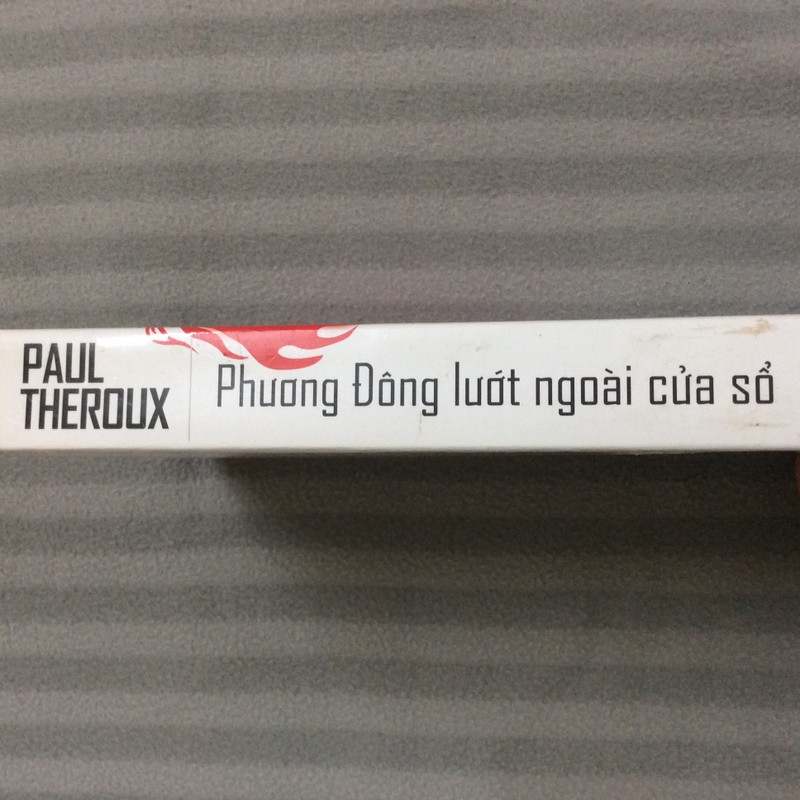 PAUL
THEROUX
Phương Đông lướt ngoài cửa sổ